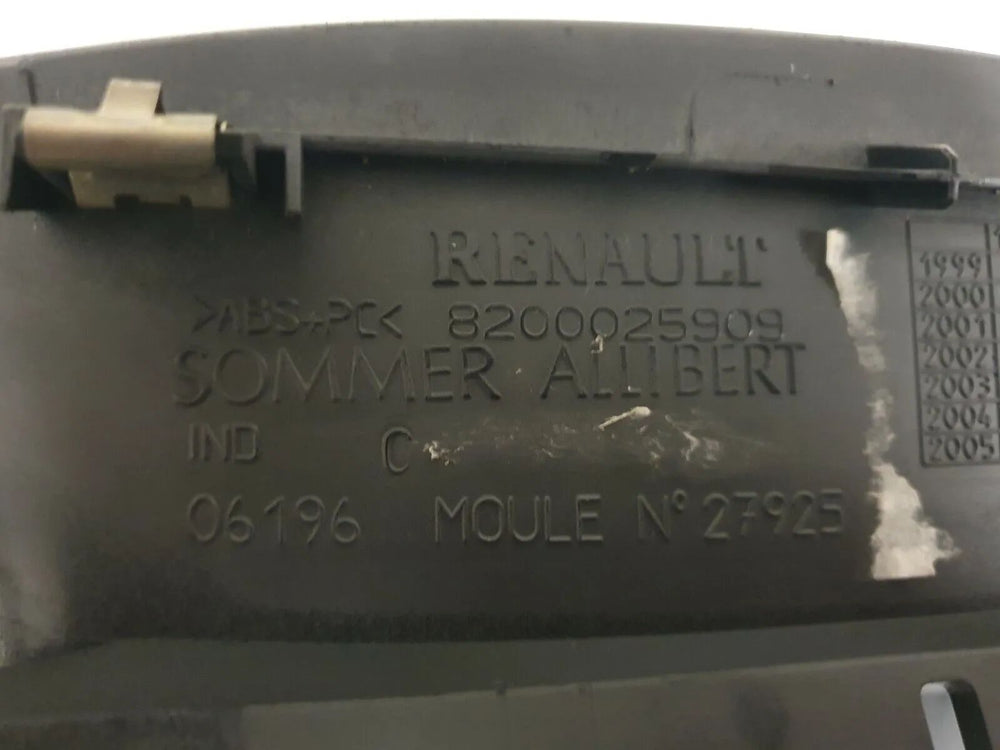 RENAULT
>ABS+PC< 8200025909
SOMMER ALLIBERT
IND C
06196 MOULE N° 27925
1999
2000
2001
2002
2003
2004
2005